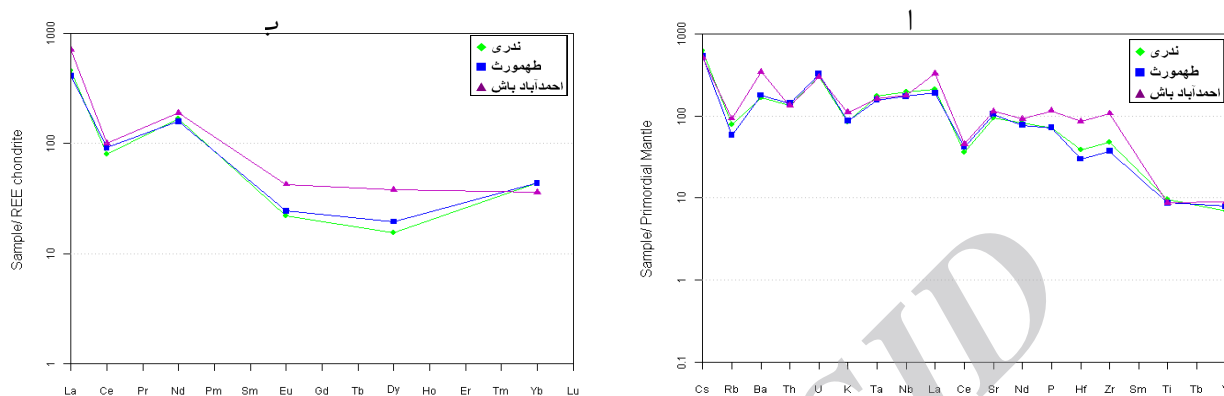 ب
1000
100
10
1
Sample/ REE chondrite
ندری
طهمورث
احمدآباد باش
La Ce Pr Nd Pm Sm Eu Gd Tb Dy Ho Er Tm Yb Lu
ا
1000
100
10
1
0.1
Sample/ Primordial Mantle
ندری
طهمورث
احمدآباد باش
Cs Rb Ba Th U K Ta Nb La Ce Sr Nd P Hf Zr Sm Ti Tb Y
SID